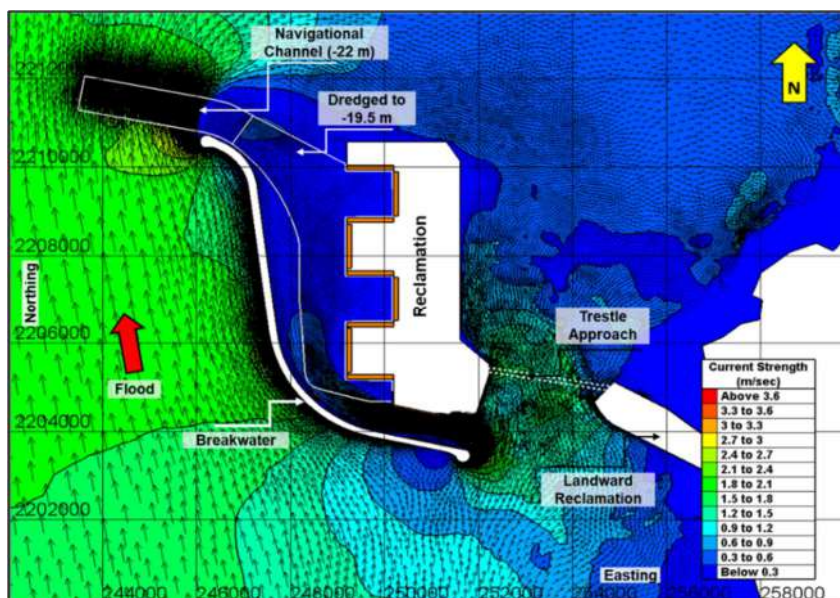 Navigational
Channel (-22 m)
2212000
N
Dredged to
-19.5 m
2210000
2208000
Northing
Reclamation
2206000
Trestle
Approach
Flood
Current Strength
(m/sec)
Above 3.6
3.3 to 3.6
3 to 3.3
2.7 to 3
2.4 to 2.7
2.1 to 2.4
1.8 to 2.1
1.5 to 1.8
1.2 to 1.5
0.9 to 1.2
0.6 to 0.9
0.3 to 0.6
Below 0.3
2204000
Breakwater
Landward
Reclamation
2202000
Easting
244000 246000 248000 250000 252000 254000 256000 258000